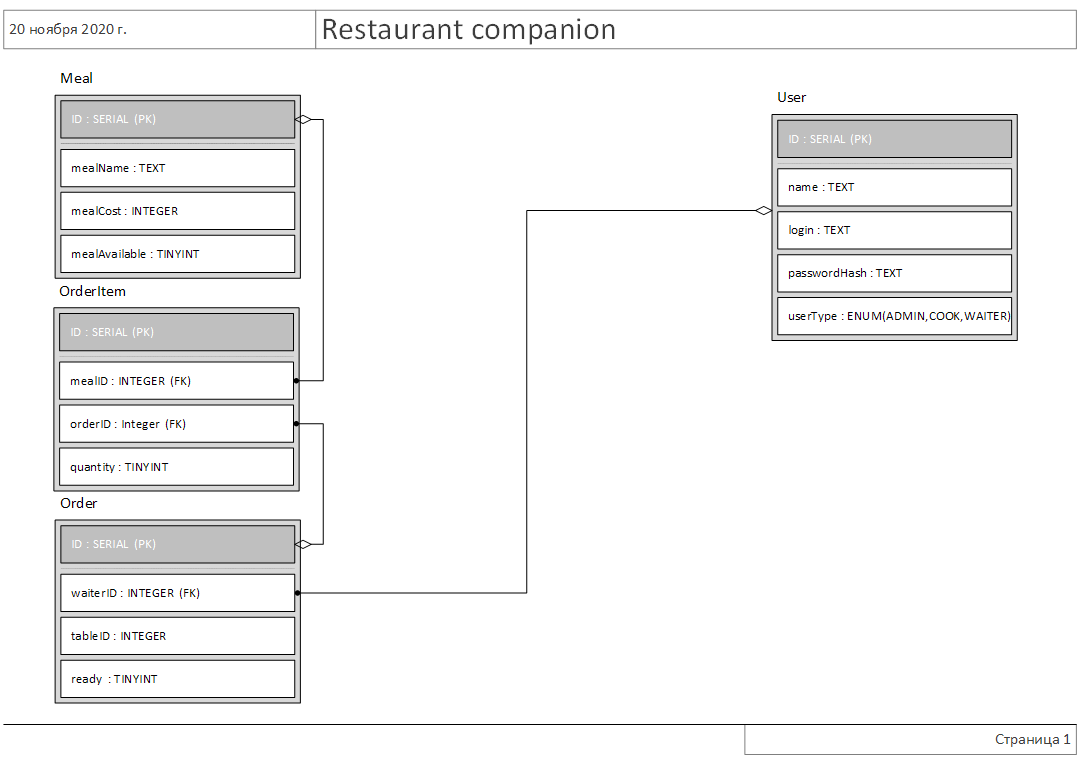 20 ноября 2020 г.
Restaurant companion
Meal
ID : SERIAL (PK)
mealName : TEXT
mealCost : INTEGER
mealAvailable : TINYINT
OrderItem
ID : SERIAL (PK)
mealID : INTEGER (FK)
orderID : Integer (FK)
quantity : TINYINT
Order
ID : SERIAL (PK)
waiterID : INTEGER (FK)
tableID : INTEGER
ready : TINYINT
User
ID : SERIAL (PK)
name : TEXT
login : TEXT
passwordHash : TEXT
userType : ENUM(ADMIN,COOK,WAITER)
Страница 1